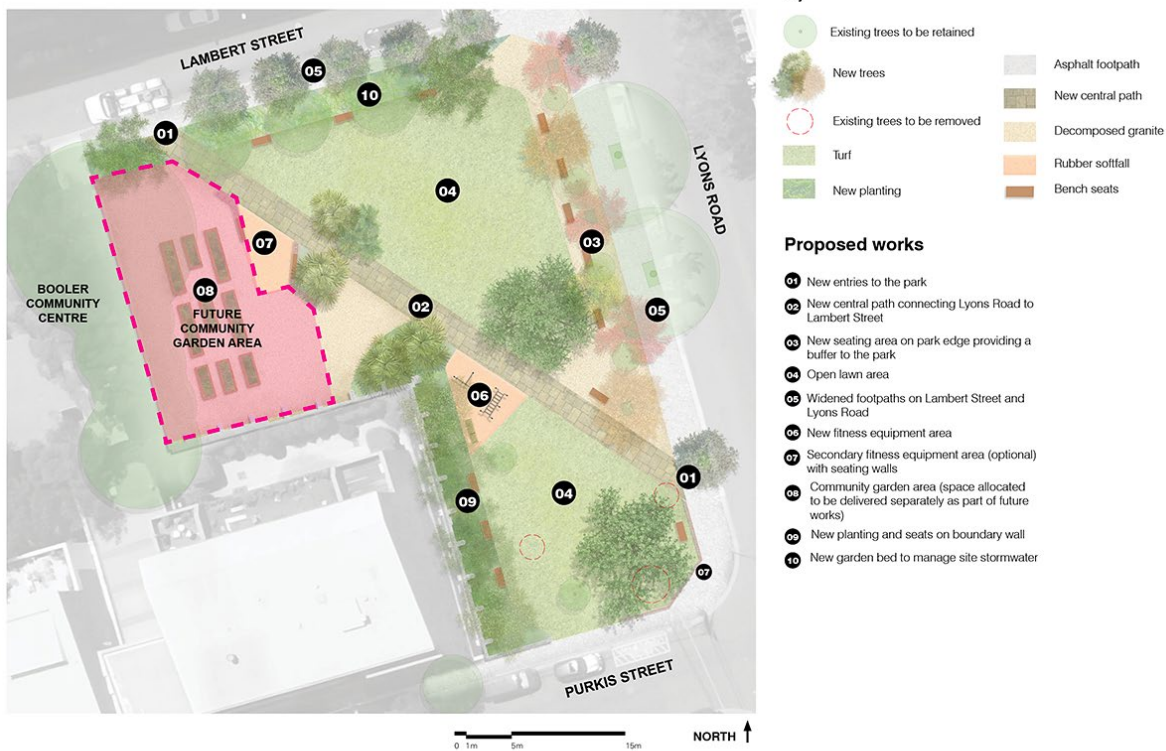 LAMBERT STREET
05
10
01
04
LYONS ROAD
07
03
BOOLER
COMMUNITY
CENTRE
08
FUTURE
COMMUNITY
GARDEN AREA
02
05
06
01
09
04
07
PURKIS STREET
0 1m 5m 15m
NORTH
Existing trees to be retained
New trees
Existing trees to be removed
Turf
New planting
Asphalt footpath
New central path
Decomposed granite
Rubber softfall
Bench seats
Proposed works
01 New entries to the park
02 New central path connecting Lyons Road to
Lambert Street
03 New seating area on park edge providing a
buffer to the park
04 Open lawn area
05 Widened footpaths on Lambert Street and
Lyons Road
06 New fitness equipment area
07 Secondary fitness equipment area (optional)
with seating walls
08 Community garden area (space allocated
to be delivered separately as part of future
works)
09 New planting and seats on boundary wall
10 New garden bed to manage site stormwater